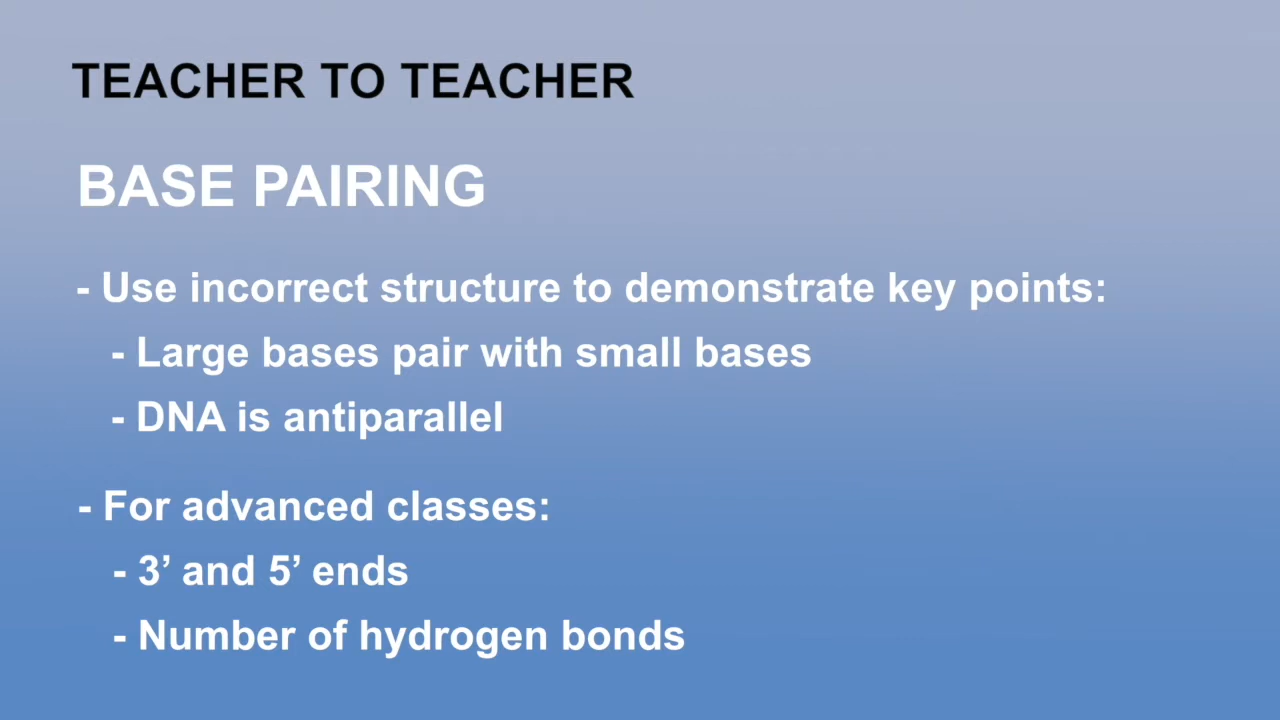 TEACHER TO TEACHER
BASE PAIRING
- Use incorrect structure to demonstrate key points:
- Large bases pair with small bases
- DNA is antiparallel
- For advanced classes:
- 3’ and 5’ ends
- Number of hydrogen bonds